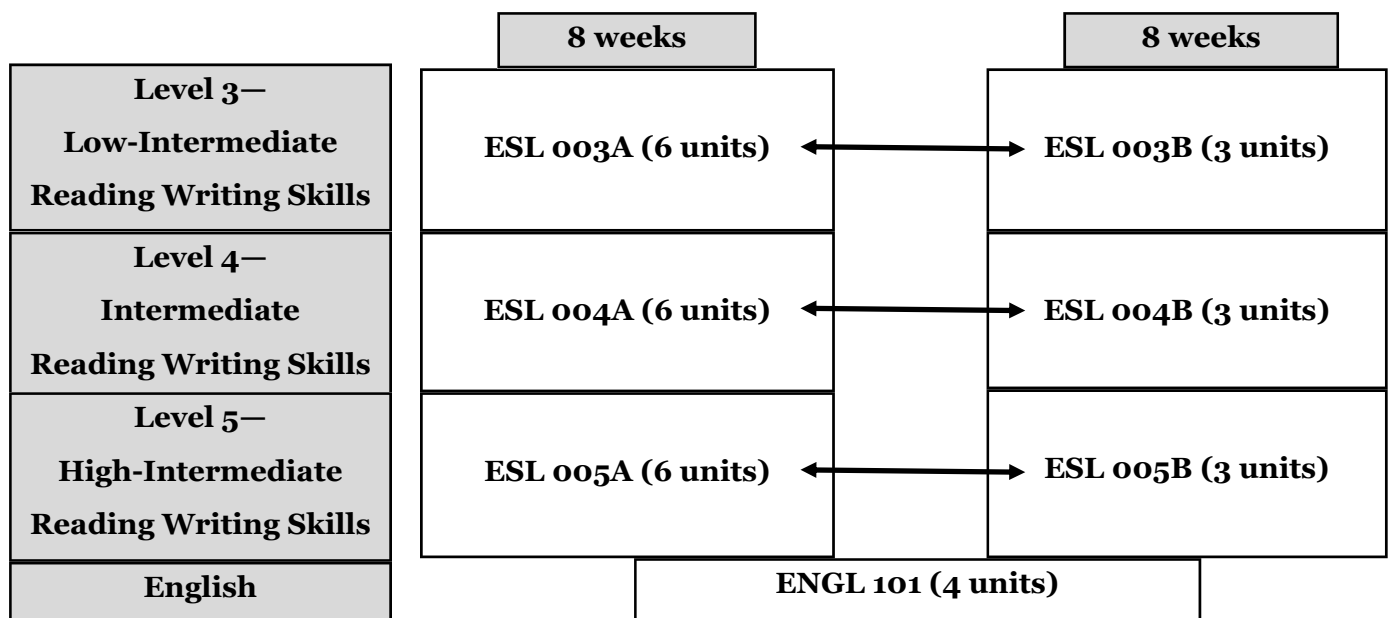 8 weeks
8 weeks
Level 3—
Low-Intermediate
Reading Writing Skills
ESL 003A (6 units)
ESL 003B (3 units)
Level 4—
Intermediate
Reading Writing Skills
ESL 004A (6 units)
ESL 004B (3 units)
Level 5—
High-Intermediate
Reading Writing Skills
ESL 005A (6 units)
ESL 005B (3 units)
English
ENGL 101 (4 units)